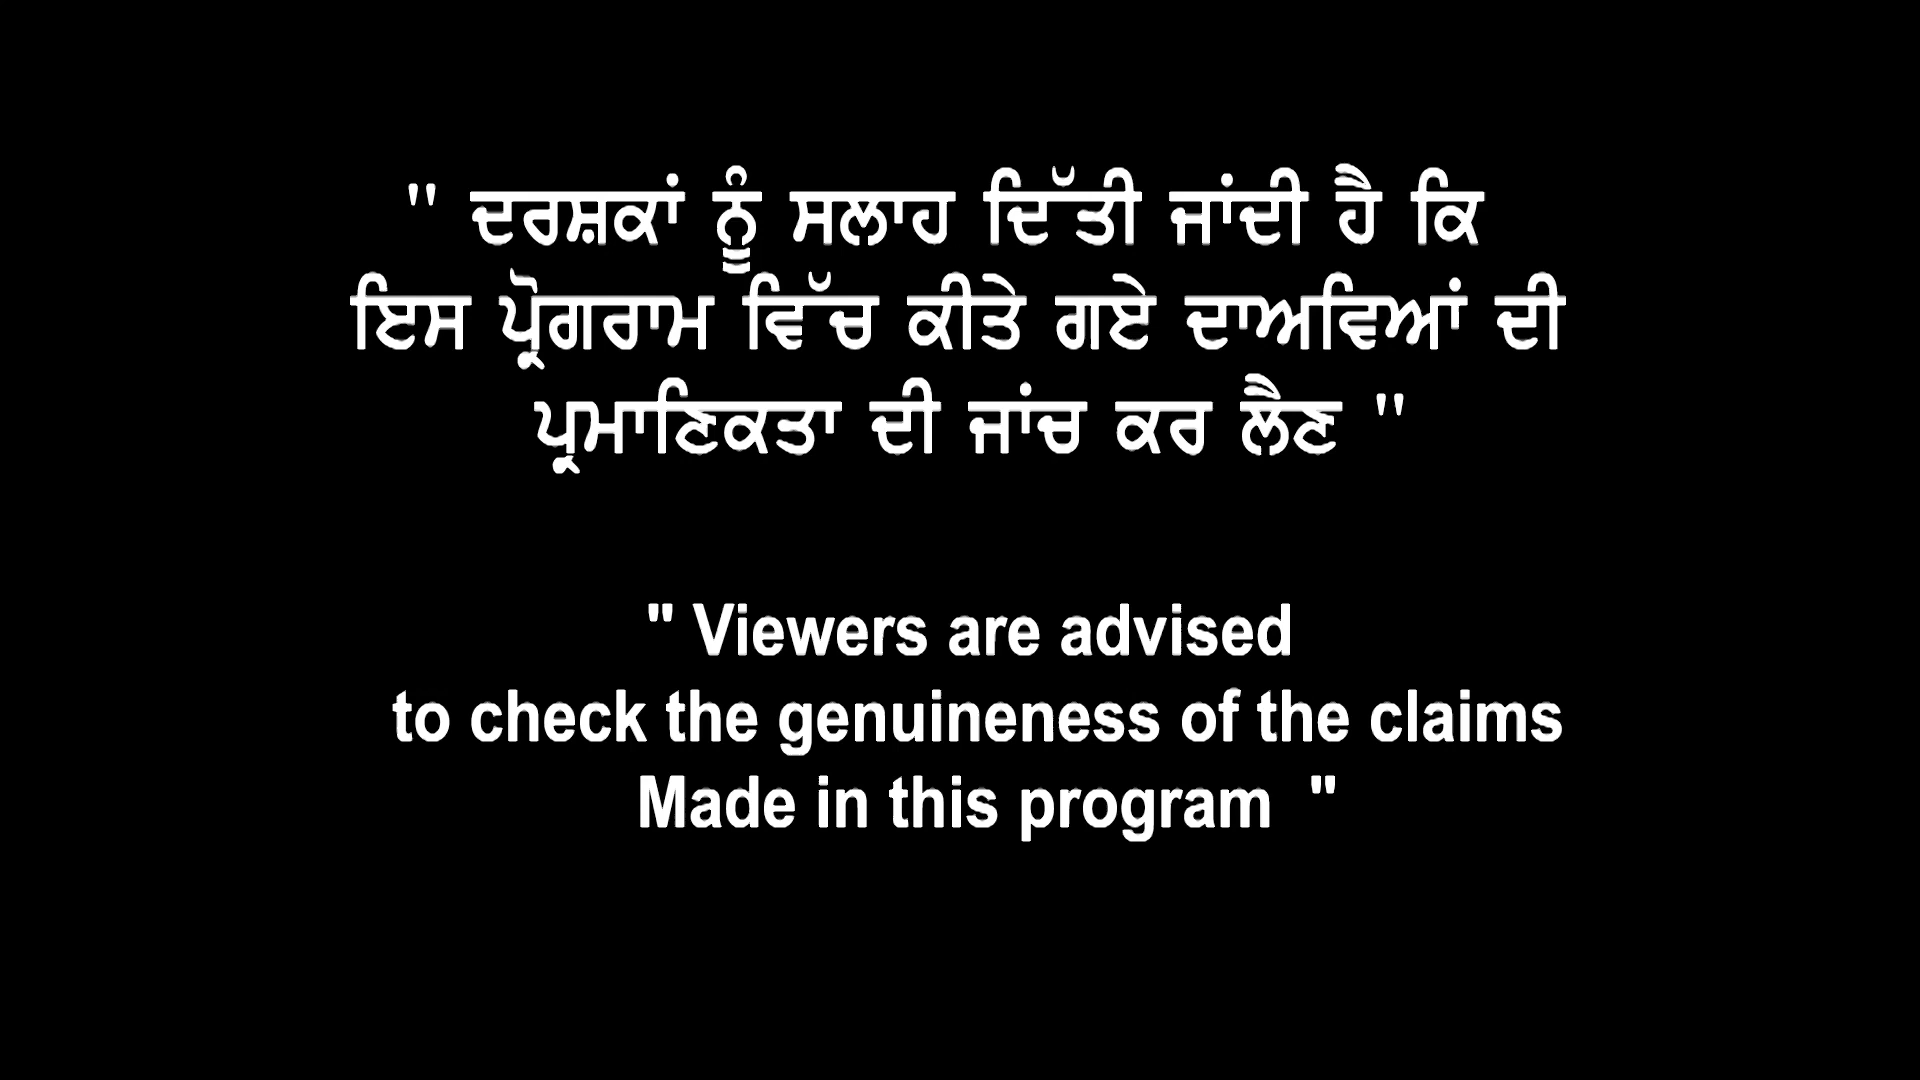 " ਦਰਸ਼ਕਾਂ ਨੂੰ ਸਲਾਹ ਦਿੱਤੀ ਜਾਂਦੀ ਹੈ ਕਿ
ਇਸ ਪ੍ਰੋਗਰਾਮ ਵਿੱਚ ਕੀਤੇ ਗਏ ਦਾਅਵਿਆਂ ਦੀ
ਪ੍ਰਮਾਣਿਕਤਾ ਦੀ ਜਾਂਚ ਕਰ ਲੈਣ "
" Viewers are advised
to check the genuineness of the claims
Made in this program "